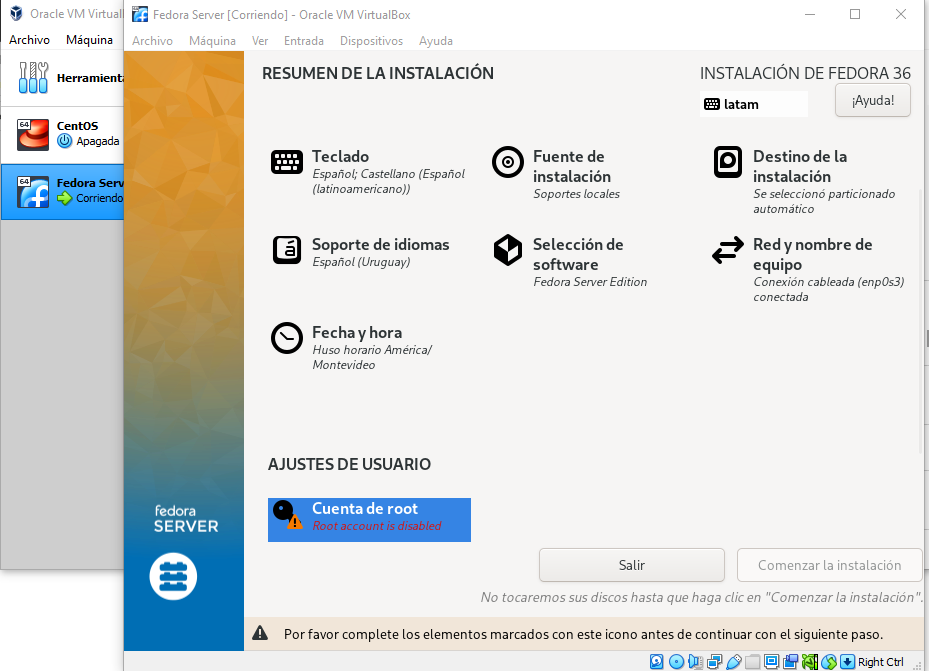 Oracle VM VirtualB
Archivo Máquina
Herramienta
64
CentOS
Apagada
64
Fedora Serv
Corriendo
Fedora Server [Corriendo] - Oracle VM VirtualBox
Archivo Máquina Ver Entrada Dispositivos Ayuda
RESUMEN DE LA INSTALACIÓN
INSTALACIÓN DE FEDORA 36
latam
¡Ayuda!
Teclado
Español; Castellano (Español
(latinoamericano))
Fuente de
instalación
Soportes locales
Destino de la
instalación
Se seleccionó particionado
automático
Soporte de idiomas
Español (Uruguay)
Selección de
software
Fedora Server Edition
Red y nombre de
equipo
Conexión cableada (enp0s3)
conectada
Fecha y hora
Huso horario América/
Montevideo
AJUSTES DE USUARIO
Cuenta de root
Root account is disabled
fedora
SERVER
Salir
Comenzar la instalación
No tocaremos sus discos hasta que haga clic en "Comenzar la instalación".
Por favor complete los elementos marcados con este icono antes de continuar con el siguiente paso.
Right Ctrl